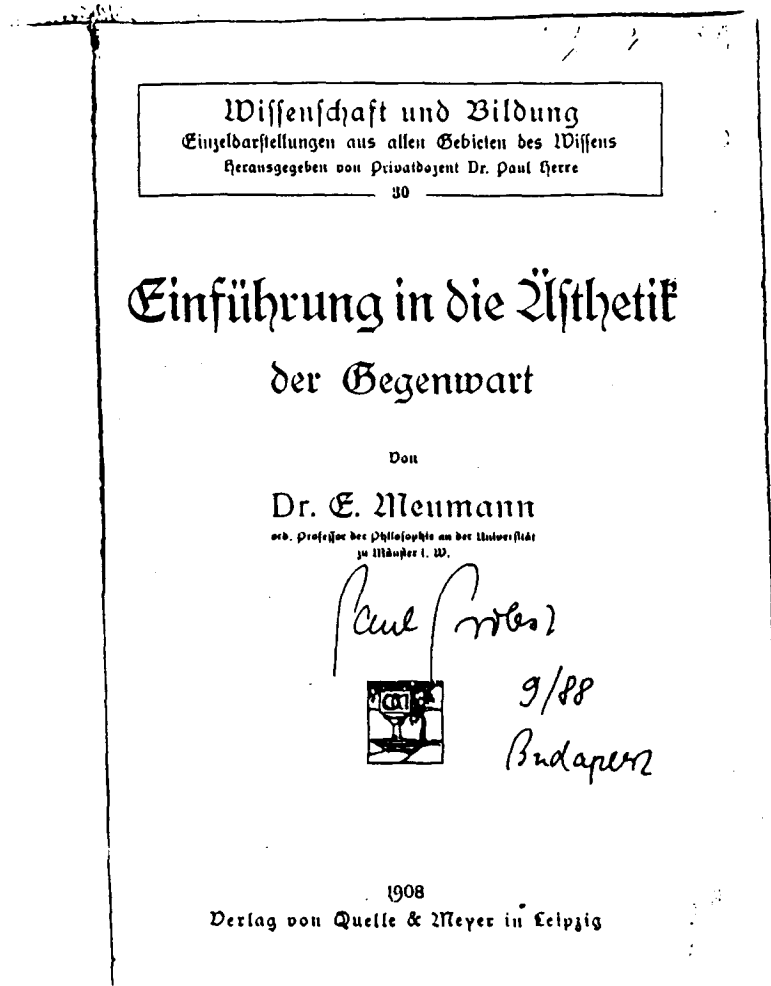 Wissenschaft und Bildung
Einzeldarstellungen aus allen Gebieten des Wissens
Herausgegeben von Privatdozent Dr. Paul Herre
30
Einführung in die Ästhetik
der Gegenwart
Von
Dr. E. Meumann
ord. Professor der Philosophie an der Universität
zu Münster i. W.
Paul
9/88
Budapest
1908
Verlag von Quelle & Meyer in Leipzig